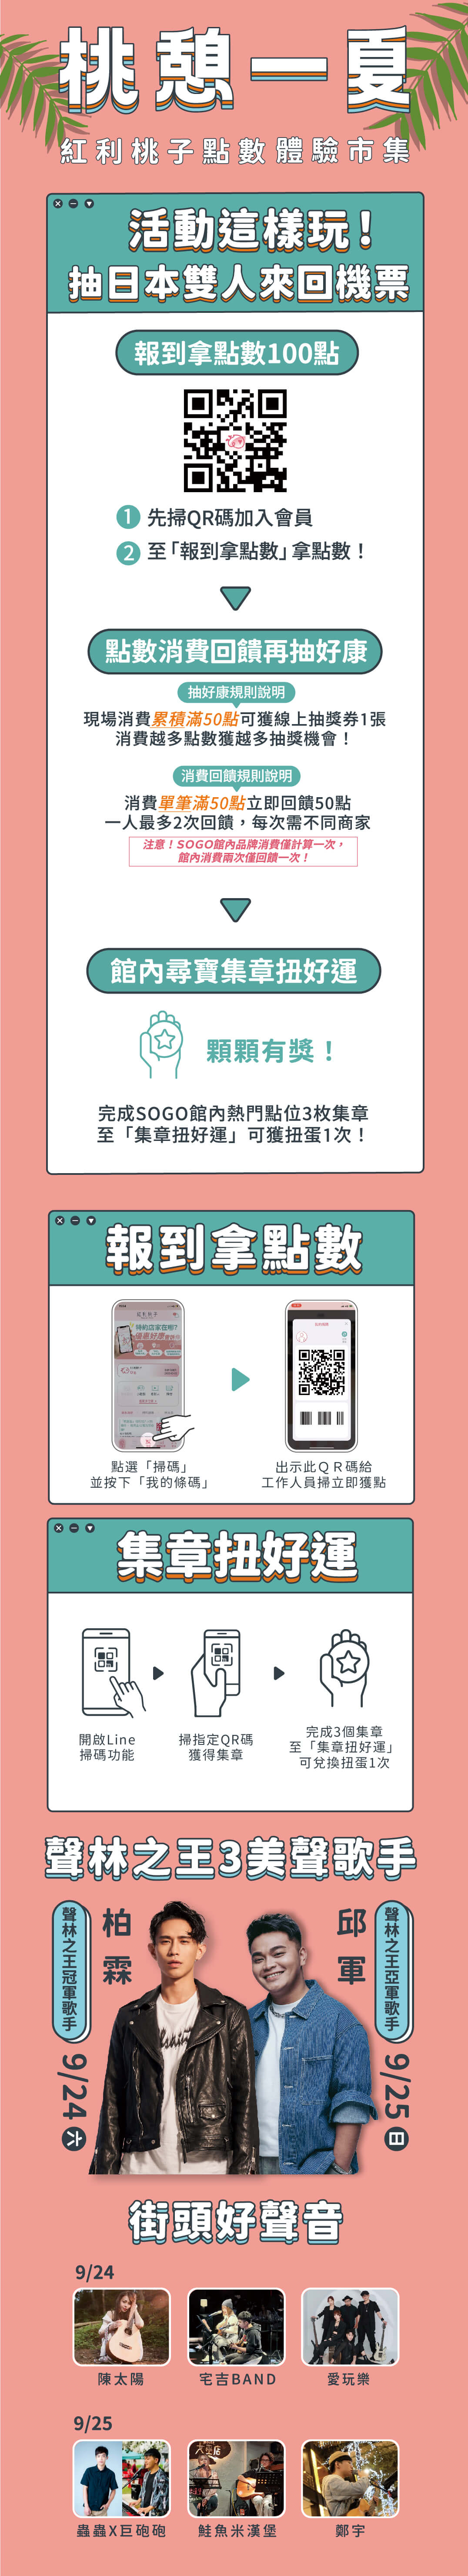 桃憩一夏
紅利桃子點數體驗市集
活動這樣玩！
抽日本雙人來回機票
報到拿點數100點
1 先掃QR碼加入會員
2 至「報到拿點數」拿點數！
點數消費回饋再抽好康
抽好康規則說明
現場消費累積滿50點可獲線上抽獎券1張
消費越多點數獲越多抽獎機會！
消費回饋規則說明
消費單筆滿50點立即回饋50點
一人最多2次回饋，每次需不同商家
注意！SOGO館內品牌消費僅計算一次，
館內消費兩次僅回饋一次！
館內尋寶集章扭好運
顆顆有獎！
完成SOGO館內熱門點位3枚集章
至「集章扭好運」可獲扭蛋1次！
報到拿點數
特約店家在哪?
點選「掃碼」
並按下「我的條碼」
出示此ＱＲ碼給
工作人員掃立即獲點
集章扭好運
開啟Line
掃碼功能
掃指定QR碼
獲得集章
完成3個集章
至「集章扭好運」
可兌換扭蛋1次
聲林之王3美聲歌手
聲林之王冠軍歌手
柏霖
9/24 六
邱軍
聲林之王亞軍歌手
9/25 日
街頭好聲音
9/24
陳太陽
宅吉BAND
愛玩樂
9/25
蟲蟲X巨砲砲
鮭魚米漢堡
鄭宇